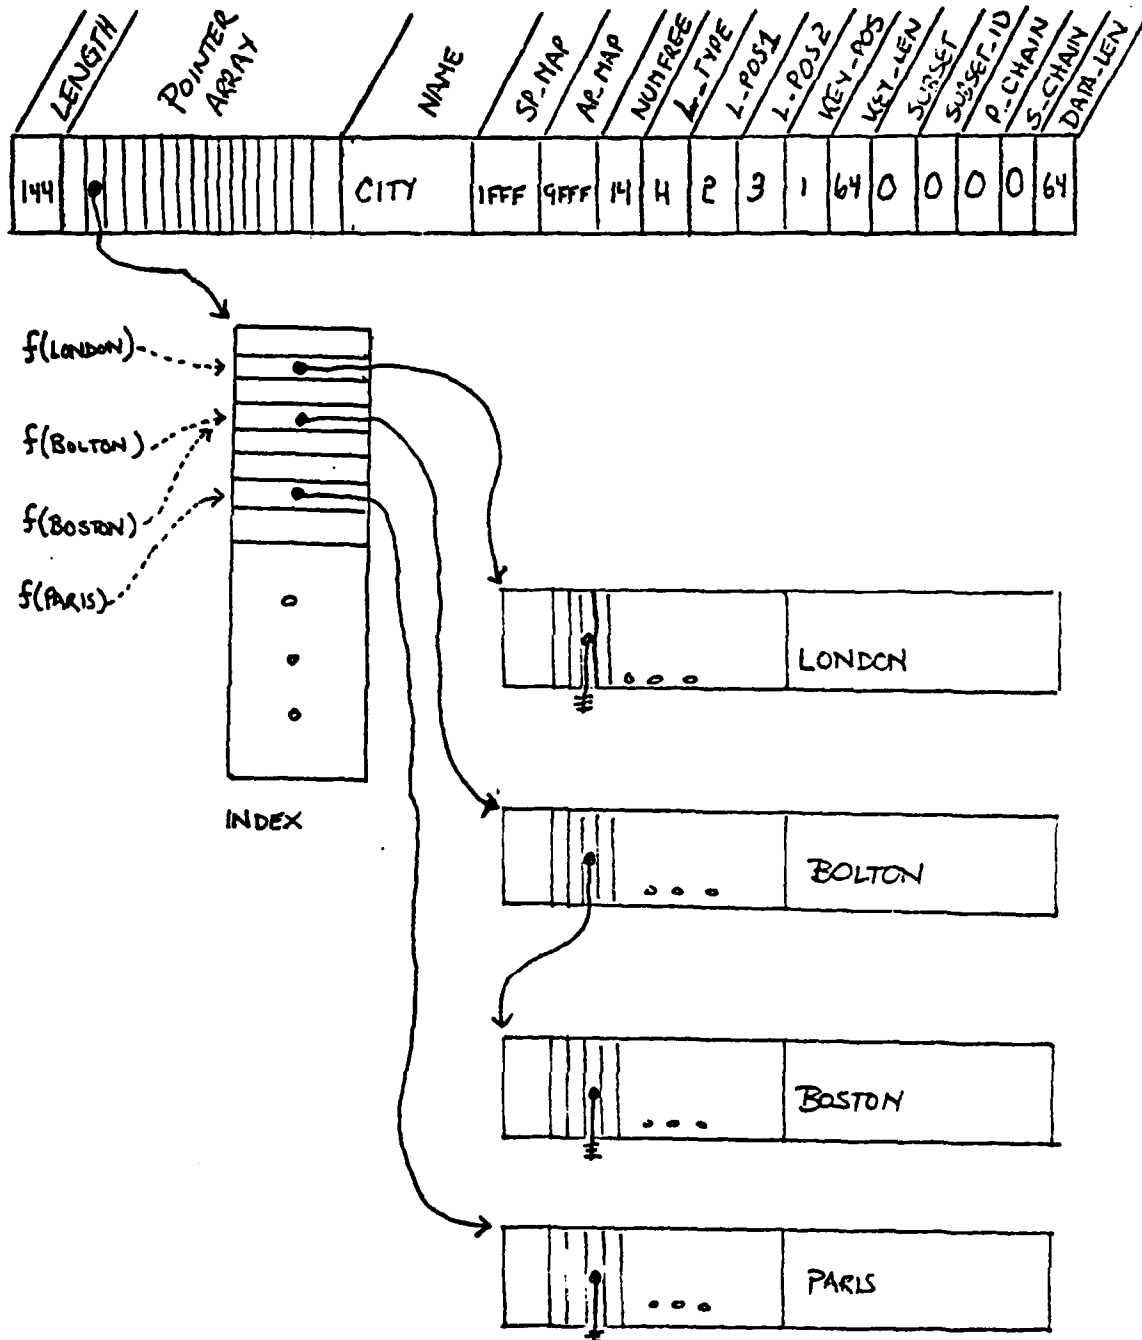 LENGTH
POINTER
ARRAY
NAME
SP_MAP
AP_MAP
NUMFREE
L_TYPE
L_POS1
L_POS2
KEY_POS
KEY_LEN
SUBSET
SUBSET_ID
P_CHAIN
S_CHAIN
DATA_LEN
144 CITY 1FFF 9FFF 14 H 2 3 1 64 0 0 0 0 64
f(LONDON)
f(BOLTON)
f(BOSTON)
f(PARIS)
LONDON
INDEX
BOLTON
BOSTON
PARIS